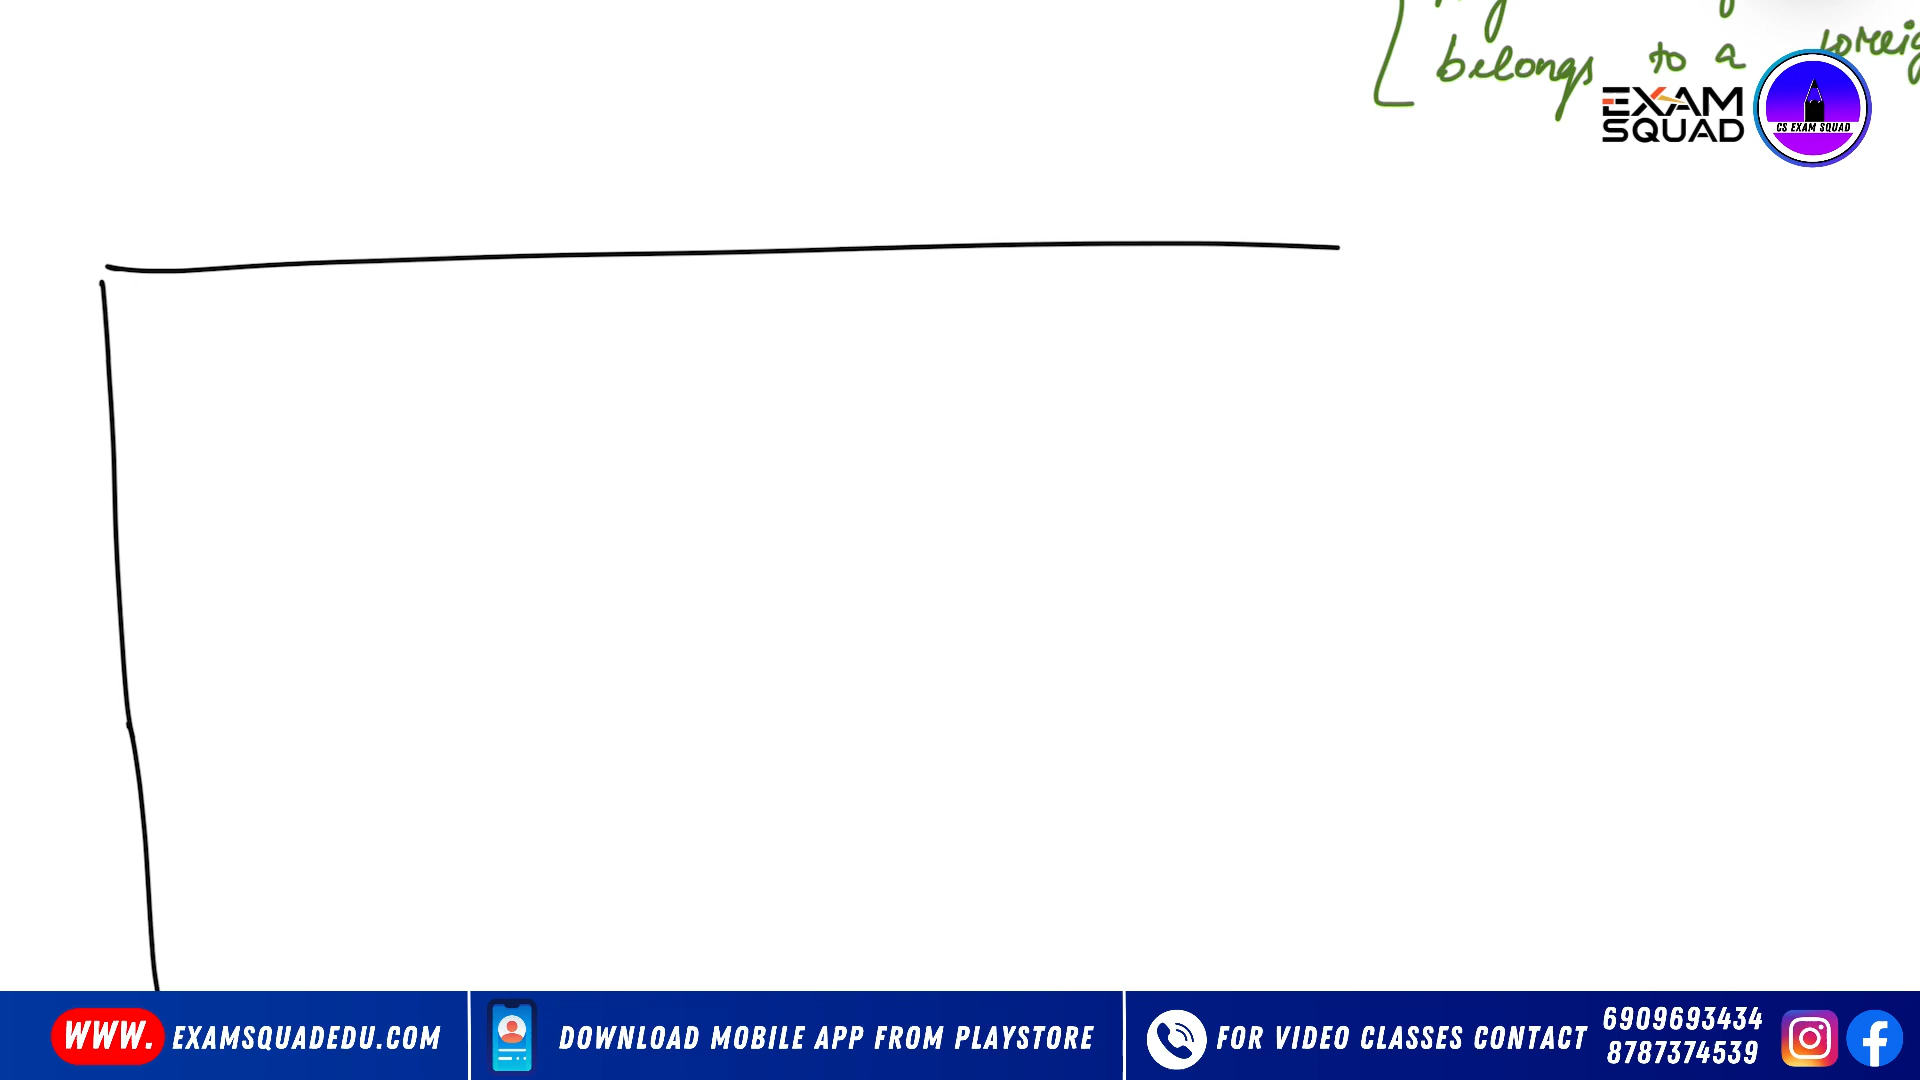 belongs to a
EXAM
SQUAD
CS EXAM SQUAD
WWW. EXAMSQUADEDU.COM
DOWNLOAD MOBILE APP FROM PLAYSTORE
FOR VIDEO CLASSES CONTACT
6909693434
8787374539